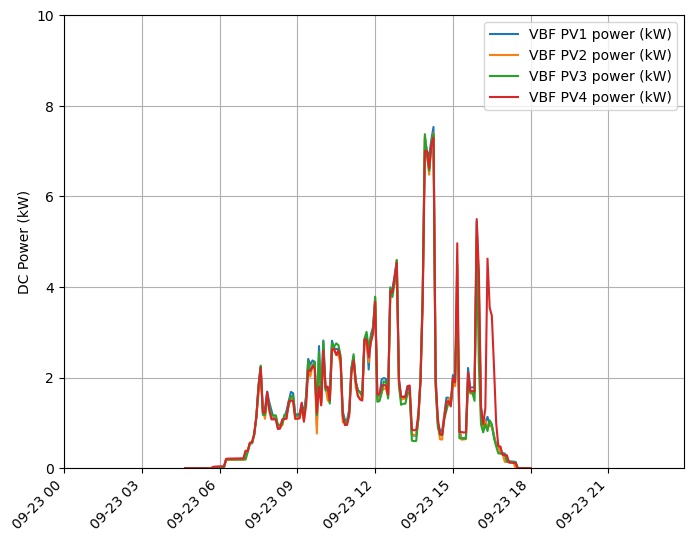 10
8
6
4
2
0
DC Power (kW)
VBF PV1 power (kW)
VBF PV2 power (kW)
VBF PV3 power (kW)
VBF PV4 power (kW)
09-23 00
09-23 03
09-23 06
09-23 09
09-23 12
09-23 15
09-23 18
09-23 21